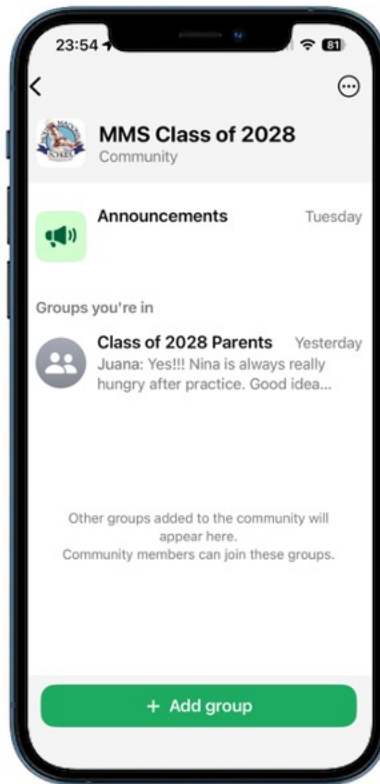 23:54
81
MMS Class of 2028
Community
Announcements
Tuesday
Groups you're in
Class of 2028 Parents
Yesterday
Juana: Yes!!! Nina is always really
hungry after practice. Good idea...
Other groups added to the community will
appear here.
Community members can join these groups.
+ Add group